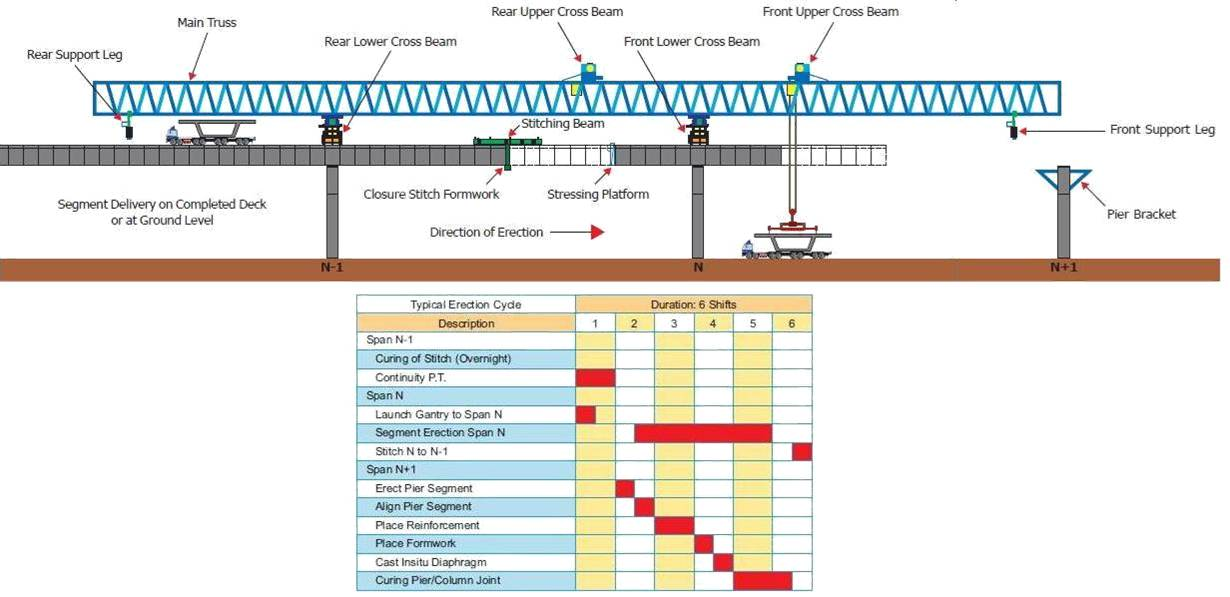 Rear Upper Cross Beam
Front Upper Cross Beam
Main Truss
Rear Lower Cross Beam
Front Lower Cross Beam
Rear Support Leg
Stitching Beam
Front Support Leg
Closure Stitch Formwork
Stressing Platform
Segment Delivery on Completed Deck
or at Ground Level
Pier Bracket
Direction of Erection
N-1
N
N+1
Typical Erection Cycle Duration: 6 Shifts
Description 1 2 3 4 5 6
Span N-1
Curing of Stitch (Overnight)
Continuity P.T.
Span N
Launch Gantry to Span N
Segment Erection Span N
Stitch N to N-1
Span N+1
Erect Pier Segment
Align Pier Segment
Place Reinforcement
Place Formwork
Cast Insitu Diaphragm
Curing Pier/Column Joint